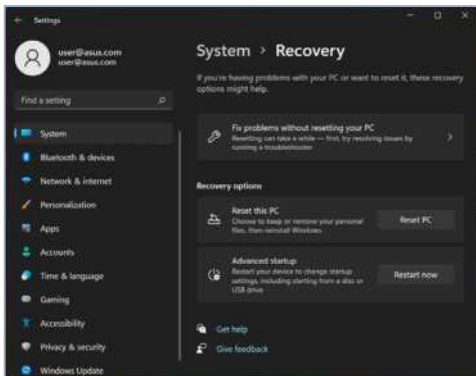 Settings
user@asus.com
user@asus.com
Find a setting
System
Bluetooth & devices
Network & internet
Personalization
Apps
Accounts
Time & language
Gaming
Accessibility
Privacy & security
Windows Update
System > Recovery
If you're having problems with your PC or want to reset it, these recovery
options might help.
Fix problems without resetting your PC
Resetting can take a while — first, try resolving issues by
running a troubleshooter
Recovery options
Reset this PC
Choose to keep or remove your personal
files, then reinstall Windows
Reset PC
Advanced startup
Restart your device to change startup
settings, including starting from a disc or
USB drive
Restart now
Get help
Give feedback